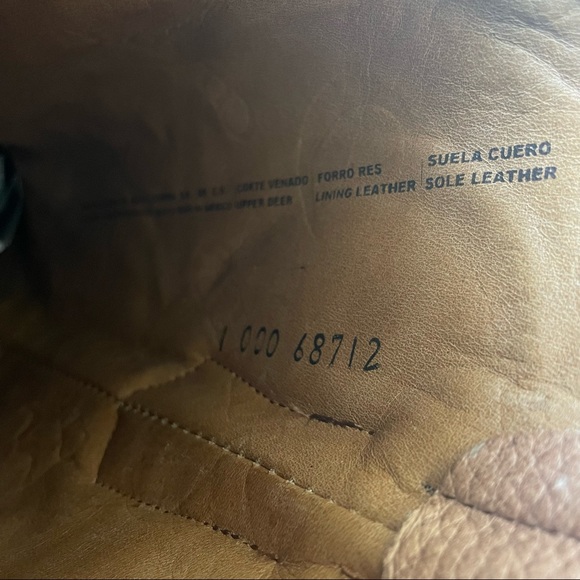 CORTE VENADO FORRO RES SUELA CUERO
UPPER DEER LINING LEATHER SOLE LEATHER
1 000 68712